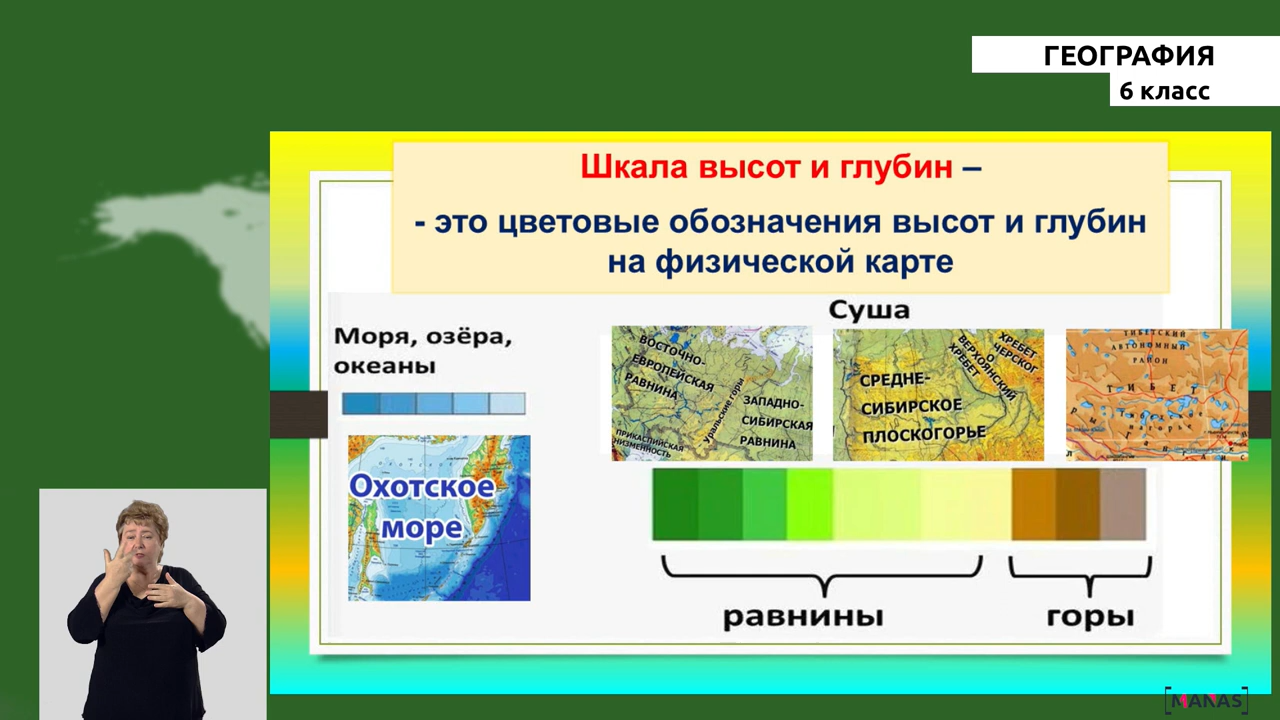 ГЕОГРАФИЯ
6 класс
Шкала высот и глубин –
- это цветовые обозначения высот и глубин
на физической карте
Моря, озёра,
океаны
Суша
ВОСТОЧНО-
ЕВРОПЕЙСКАЯ
РАВНИНА
Уральские горы
ЗАПАДНО-
СИБИРСКАЯ
РАВНИНА
ПРИКАСПИЙСКАЯ
НИЗМЕННОСТЬ
СРЕДНЕ-
СИБИРСКОЕ
ПЛОСКОГОРЬЕ
ВЕРХОЯНСКИЙ
ХРЕБЕТ
ХРЕБЕТ
ЧЕРСКОГО
ТИБЕТСКИЙ
АВТОНОМНЫЙ
РАЙОН
Т И Б Е
Охотское
море
равнины
горы
[MANAS]